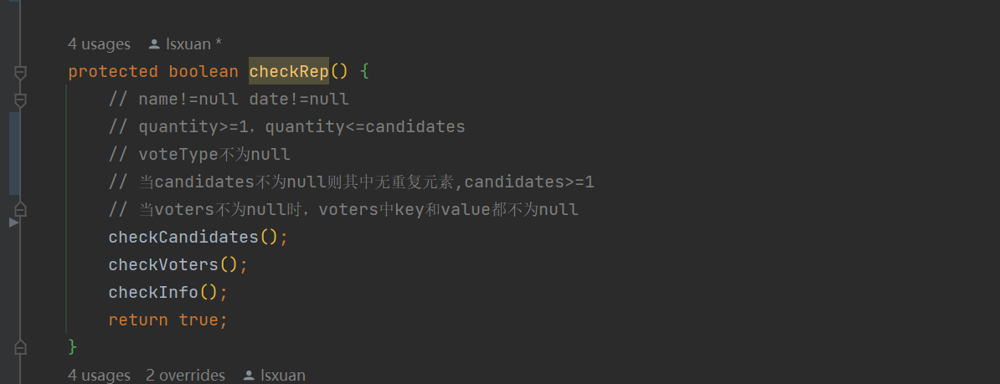 4 usages lsxuan *
protected boolean checkRep() {
// name!=null date!=null
// quantity>=1，quantity<=candidates
// voteType不为null
// 当candidates不为null则其中无重复元素,candidates>=1
// 当voters不为null时，voters中key和value都不为null
checkCandidates();
checkVoters();
checkInfo();
return true;
}
4 usages 2 overrides lsxuan